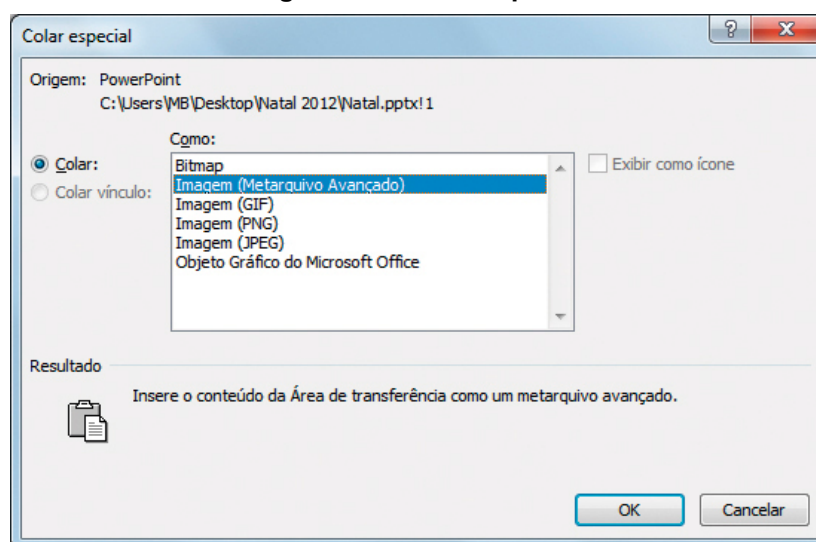 Colar especial
Origem: PowerPoint
C:\Users\MB\Desktop\Natal 2012\Natal.pptx!1
Como:
Colar:
Colar vínculo:
Bitmap
Imagem (Metarquivo Avançado)
Imagem (GIF)
Imagem (PNG)
Imagem (JPEG)
Objeto Gráfico do Microsoft Office
Exibir como ícone
Resultado
Insere o conteúdo da Área de transferência como um metarquivo avançado.
OK
Cancelar